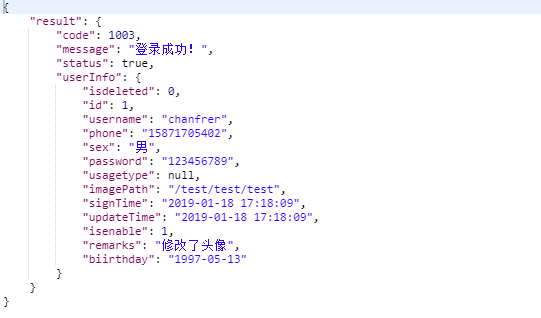 {
"result": {
"code": 1003,
"message": "登录成功！",
"status": true,
"userInfo": {
"isdeleted": 0,
"id": 1,
"username": "chanfrer",
"phone": "15871705402",
"sex": "男",
"password": "123456789",
"usagetype": null,
"imagePath": "/test/test/test",
"signTime": "2019-01-18 17:18:09",
"updateTime": "2019-01-18 17:18:09",
"isenable": 1,
"remarks": "修改了头像",
"biirthday": "1997-05-13"
}
}
}